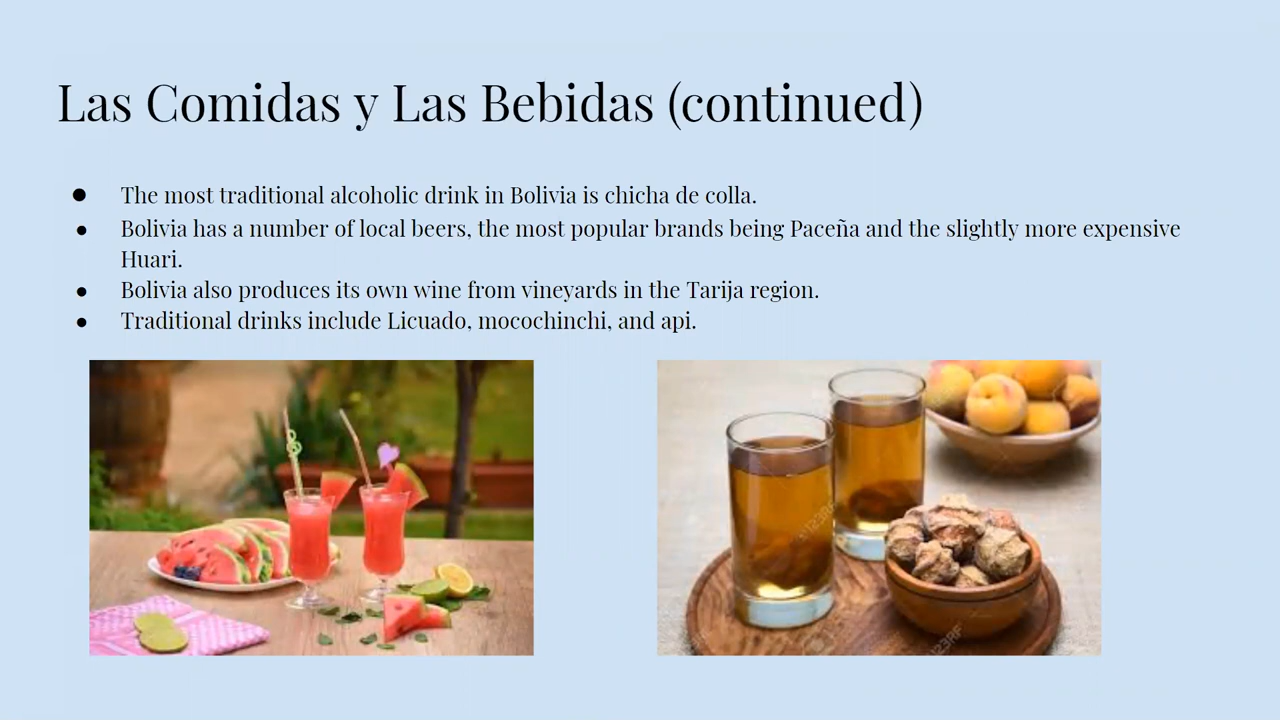 Las Comidas y Las Bebidas (continued)
● The most traditional alcoholic drink in Bolivia is chicha de colla.
● Bolivia has a number of local beers, the most popular brands being Paceña and the slightly more expensive
Huari.
● Bolivia also produces its own wine from vineyards in the Tarija region.
● Traditional drinks include Licuado, mocochinchi, and api.
123RF
123RF